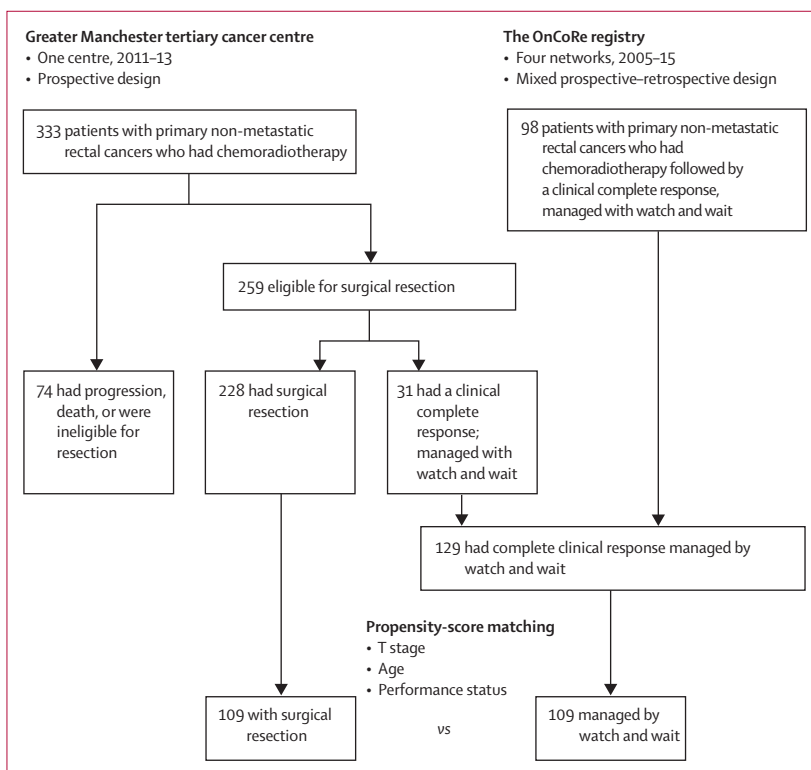 Greater Manchester tertiary cancer centre
• One centre, 2011–13
• Prospective design
The OnCoRe registry
• Four networks, 2005–15
• Mixed prospective–retrospective design
333 patients with primary non-metastatic
rectal cancers who had chemoradiotherapy
98 patients with primary non-metastatic
rectal cancers who had
chemoradiotherapy followed by
a clinical complete response,
managed with watch and wait
259 eligible for surgical resection
74 had progression,
death, or were
ineligible for
resection
228 had surgical
resection
31 had a clinical
complete
response;
managed with
watch and wait
129 had complete clinical response managed by
watch and wait
Propensity-score matching
• T stage
• Age
• Performance status
109 with surgical
resection
vs
109 managed by
watch and wait